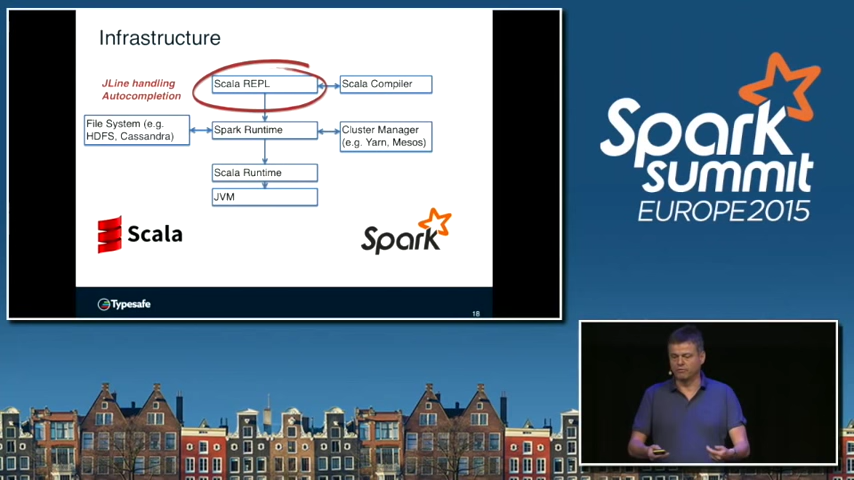 Infrastructure
JLine handling
Autocompletion
Scala REPL
Scala Compiler
File System (e.g.
HDFS, Cassandra)
Spark Runtime
Cluster Manager
(e.g. Yarn, Mesos)
Scala Runtime
JVM
Scala
Spark
Typesafe
18
Spark
summit
EUROPE 2015